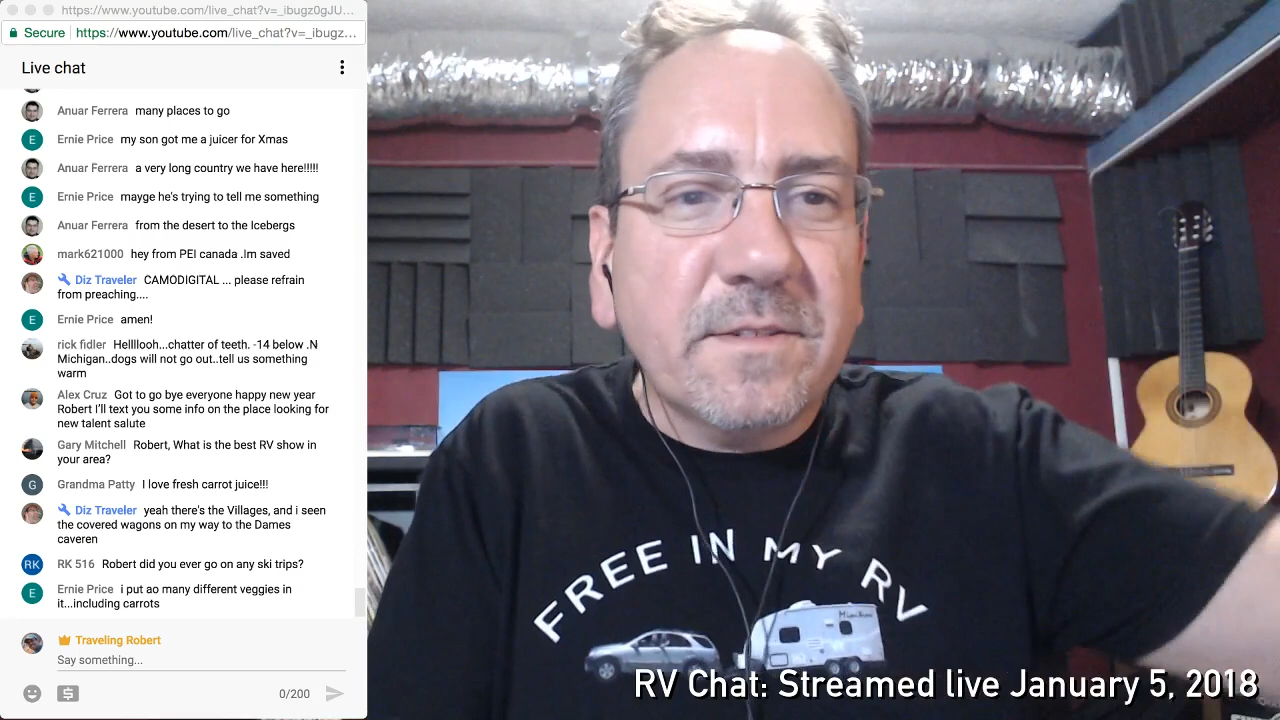 https://www.youtube.com/live_chat?v=_ibugz0gJU...
Secure https://www.youtube.com/live_chat?v=_ibugz...
Live chat
Anuar Ferrera many places to go
E Ernie Price my son got me a juicer for Xmas
Anuar Ferrera a very long country we have here!!!!!
E Ernie Price mayge he's trying to tell me something
Anuar Ferrera from the desert to the Icebergs
mark621000 hey from PEI canada .Im saved
Diz Traveler CAMODIGITAL ... please refrain
from preaching....
E Ernie Price amen!
rick fidler Hellllooh...chatter of teeth. -14 below .N
Michigan..dogs will not go out..tell us something
warm
Alex Cruz Got to go bye everyone happy new year
Robert I'll text you some info on the place looking for
new talent salute
Gary Mitchell Robert, What is the best RV show in
your area?
G Grandma Patty I love fresh carrot juice!!!
Diz Traveler yeah there's the Villages, and i seen
the covered wagons on my way to the Dames
caveren
RK RK 516 Robert did you ever go on any ski trips?
E Ernie Price i put ao many different veggies in
it...including carrots
Traveling Robert
Say something...
$ 0/200
FREE IN MY RV
RV Chat: Streamed live January 5, 2018